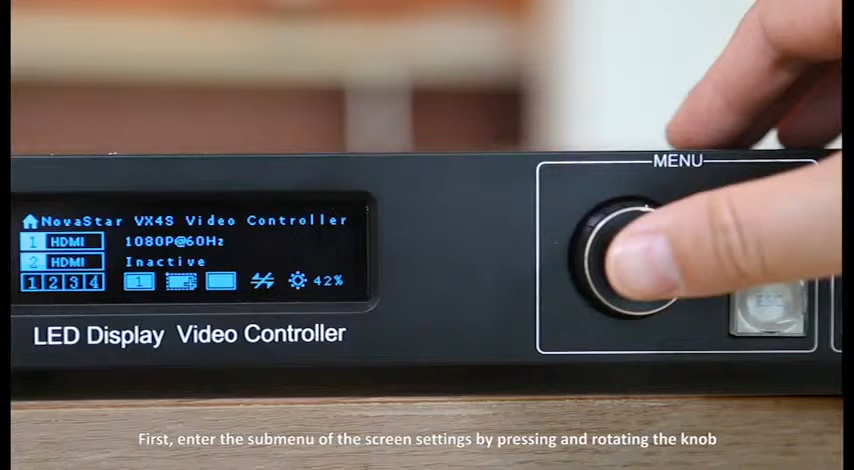 MENU
NovaStar VX4S Video Controller
1 HDMI 1080P@60Hz
2 HDMI Inactive
1 2 3 4 1 42%
ESC
LED Display Video Controller
First, enter the submenu of the screen settings by pressing and rotating the knob